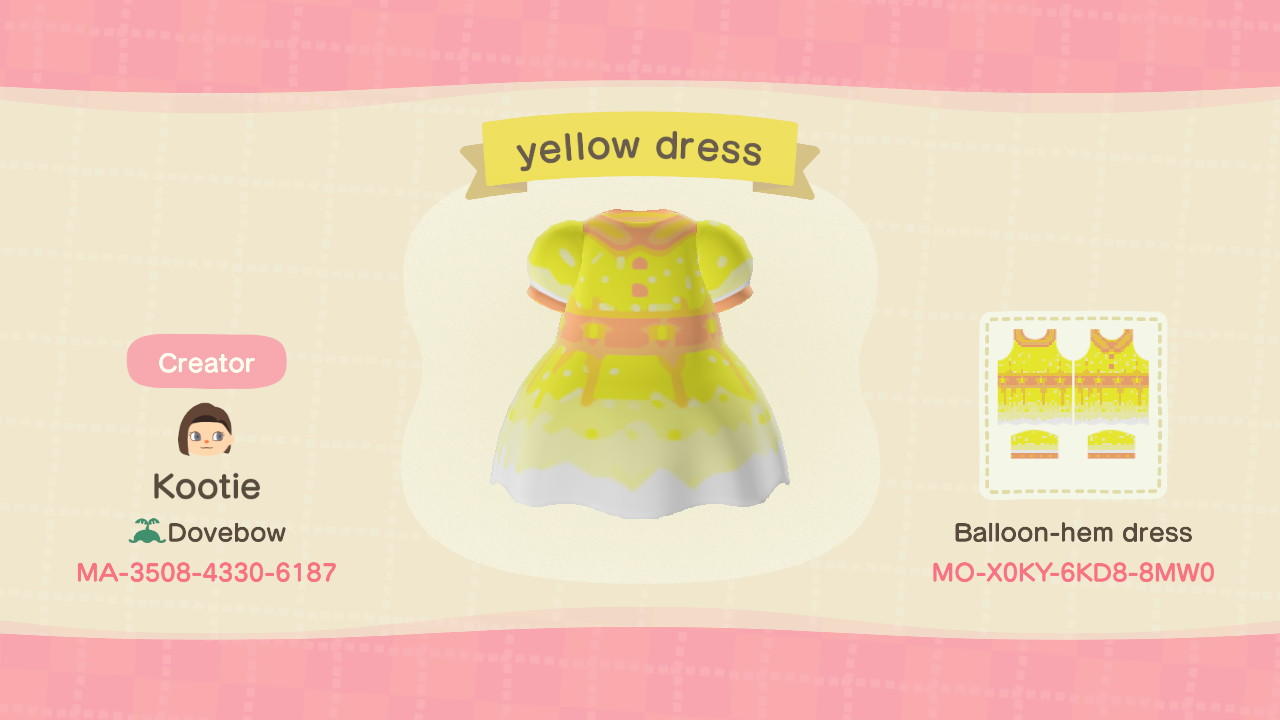 yellow dress
Creator
Kootie
Dovebow
MA-3508-4330-6187
Balloon-hem dress
MO-X0KY-6KD8-8MW0